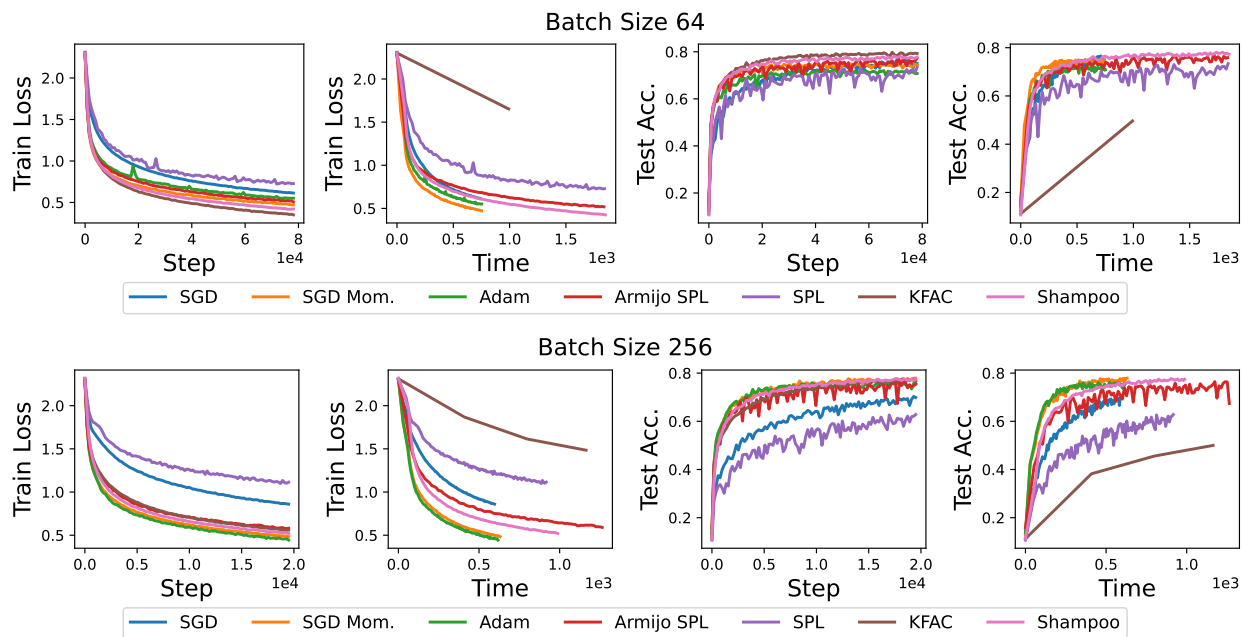 Batch Size 64
Train Loss
2.0
1.5
1.0
0.5
0 2 4 6 8
1e4
Step
Train Loss
2.0
1.5
1.0
0.5
0.0 0.5 1.0 1.5
1e3
Time
Test Acc.
0.8
0.6
0.4
0.2
0 2 4 6 8
1e4
Step
Test Acc.
0.8
0.6
0.4
0.2
0.0 0.5 1.0 1.5
1e3
Time
SGD SGD Mom. Adam Armijo SPL SPL KFAC Shampoo
Batch Size 256
Train Loss
2.0
1.5
1.0
0.5
0.0 0.5 1.0 1.5 2.0
1e4
Step
Train Loss
2.0
1.5
1.0
0.5
0.0 0.5 1.0
1e3
Time
Test Acc.
0.8
0.6
0.4
0.2
0.0 0.5 1.0 1.5 2.0
1e4
Step
Test Acc.
0.8
0.6
0.4
0.2
0.0 0.5 1.0
1e3
Time
SGD SGD Mom. Adam Armijo SPL SPL KFAC Shampoo